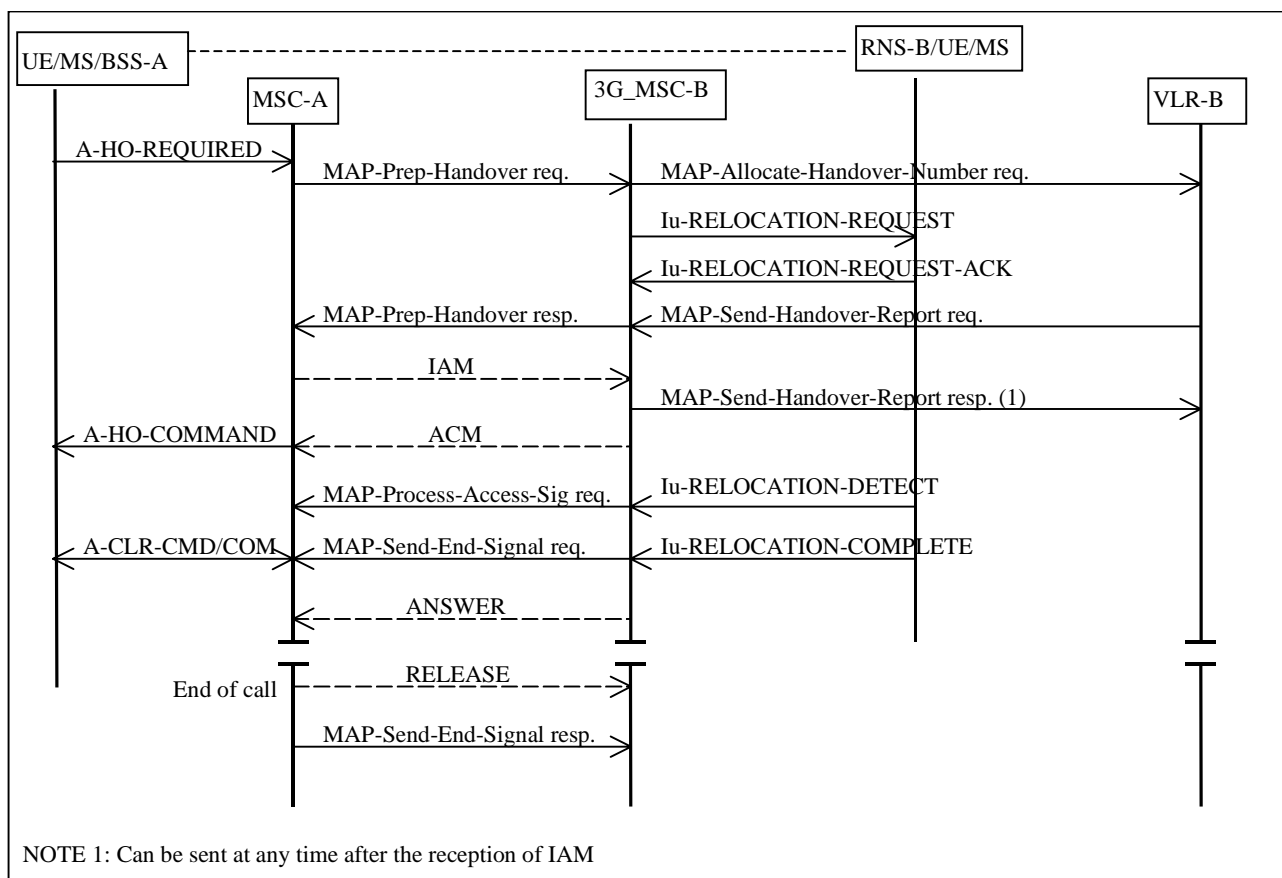 UE/MS/BSS-A
RNS-B/UE/MS
MSC-A
3G_MSC-B
VLR-B
A-HO-REQUIRED
MAP-Prep-Handover req.
MAP-Allocate-Handover-Number req.
Iu-RELOCATION-REQUEST
Iu-RELOCATION-REQUEST-ACK
MAP-Prep-Handover resp.
MAP-Send-Handover-Report req.
IAM
MAP-Send-Handover-Report resp. (1)
A-HO-COMMAND
ACM
MAP-Process-Access-Sig req.
Iu-RELOCATION-DETECT
A-CLR-CMD/COM
MAP-Send-End-Signal req.
Iu-RELOCATION-COMPLETE
ANSWER
End of call
RELEASE
MAP-Send-End-Signal resp.
NOTE 1: Can be sent at any time after the reception of IAM